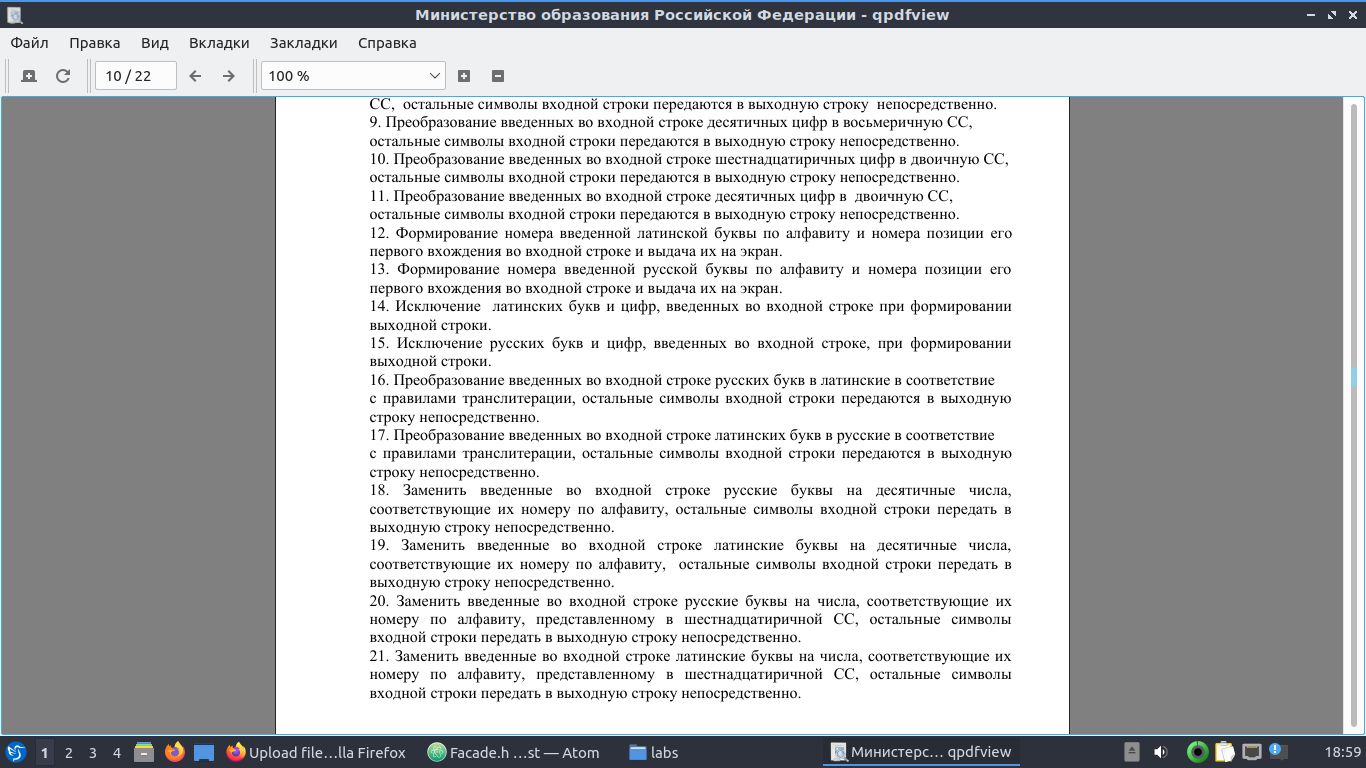 Министерство образования Российской Федерации - qpdfview
Файл Правка Вид Вкладки Закладки Справка
10 / 22 100 %
СС, остальные символы входной строки передаются в выходную строку непосредственно.
9. Преобразование введенных во входной строке десятичных цифр в восьмеричную СС,
остальные символы входной строки передаются в выходную строку непосредственно.
10. Преобразование введенных во входной строке шестнадцатиричных цифр в двоичную СС,
остальные символы входной строки передаются в выходную строку непосредственно.
11. Преобразование введенных во входной строке десятичных цифр в двоичную СС,
остальные символы входной строки передаются в выходную строку непосредственно.
12. Формирование номера введенной латинской буквы по алфавиту и номера позиции его
первого вхождения во входной строке и выдача их на экран.
13. Формирование номера введенной русской буквы по алфавиту и номера позиции его
первого вхождения во входной строке и выдача их на экран.
14. Исключение латинских букв и цифр, введенных во входной строке при формировании
выходной строки.
15. Исключение русских букв и цифр, введенных во входной строке, при формировании
выходной строки.
16. Преобразование введенных во входной строке русских букв в латинские в соответствие
с правилами транслитерации, остальные символы входной строки передаются в выходную
строку непосредственно.
17. Преобразование введенных во входной строке латинских букв в русские в соответствие
с правилами транслитерации, остальные символы входной строки передаются в выходную
строку непосредственно.
18. Заменить введенные во входной строке русские буквы на десятичные числа,
соответствующие их номеру по алфавиту, остальные символы входной строки передать в
выходную строку непосредственно.
19. Заменить введенные во входной строке латинские буквы на десятичные числа,
соответствующие их номеру по алфавиту, остальные символы входной строки передать в
выходную строку непосредственно.
20. Заменить введенные во входной строке русские буквы на числа, соответствующие их
номеру по алфавиту, представленному в шестнадцатиричной СС, остальные символы
входной строки передать в выходную строку непосредственно.
21. Заменить введенные во входной строке латинские буквы на числа, соответствующие их
номеру по алфавиту, представленному в шестнадцатиричной СС, остальные символы
входной строки передать в выходную строку непосредственно.
1 2 3 4 Upload file...lla Firefox Facade.h ...st — Atom labs Министерс... qpdfview 18:59